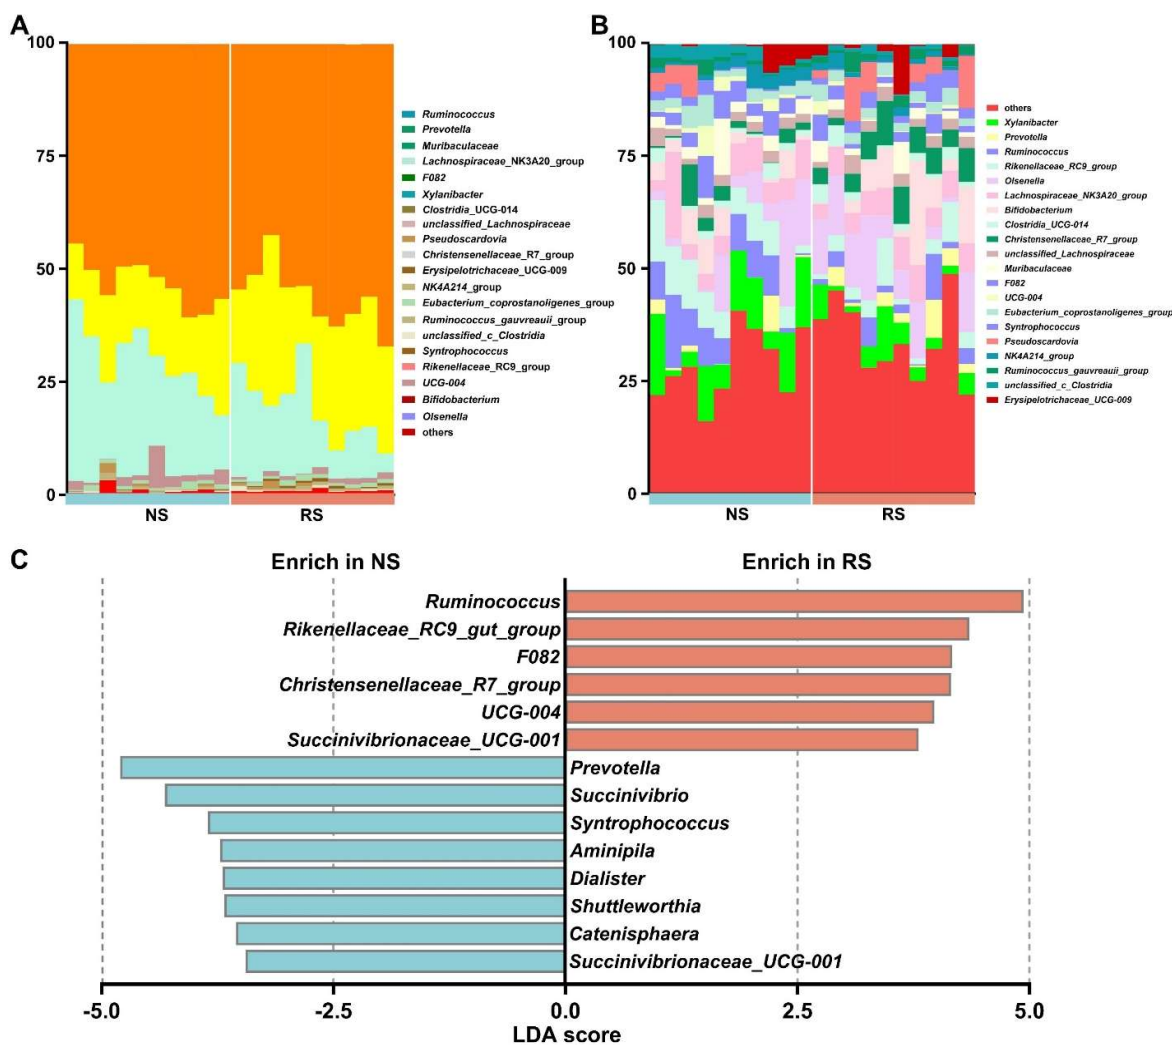 A
100
75
50
25
0
NS
RS
Ruminococcus
Prevotella
Muribaculaceae
Lachnospiraceae_NK3A20_group
F082
Xylanibacter
Clostridia_UCG-014
unclassified_Lachnospiraceae
Pseudoscardovia
Christensenellaceae_R7_group
Erysipelotrichaceae_UCG-009
NK4A214_group
Eubacterium_coprostanoligenes_group
Ruminococcus_gauvreauii_group
unclassified_c_Clostridia
Syntrophococcus
Rikenellaceae_RC9_group
UCG-004
Bifidobacterium
Olsenella
others
B
100
75
50
25
0
NS
RS
others
Xylanibacter
Prevotella
Ruminococcus
Rikenellaceae_RC9_group
Olsenella
Lachnospiraceae_NK3A20_group
Bifidobacterium
Clostridia_UCG-014
Christensenellaceae_R7_group
unclassified_Lachnospiraceae
Muribaculaceae
F082
UCG-004
Eubacterium_coprostanoligenes_group
Syntrophococcus
Pseudoscardovia
NK4A214_group
Ruminococcus_gauvreauii_group
unclassified_c_Clostridia
Erysipelotrichaceae_UCG-009
C
Enrich in NS
Enrich in RS
Ruminococcus
Rikenellaceae_RC9_gut_group
F082
Christensenellaceae_R7_group
UCG-004
Succinivibrionaceae_UCG-001
Prevotella
Succinivibrio
Syntrophococcus
Aminipila
Dialister
Shuttleworthia
Catenisphaera
Succinivibrionaceae_UCG-001
-5.0
-2.5
0.0
2.5
5.0
LDA score